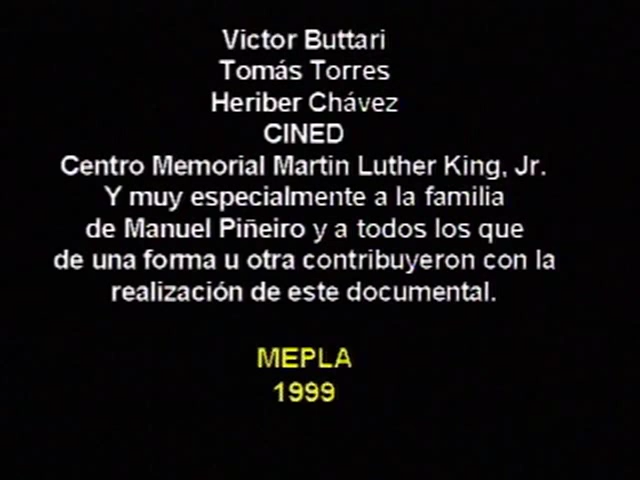 Victor Buttari
Tomás Torres
Heriber Chávez
CINED
Centro Memorial Martin Luther King, Jr.
Y muy especialmente a la familia
de Manuel Piñeiro y a todos los que
de una forma u otra contribuyeron con la
realización de este documental.
MEPLA
1999